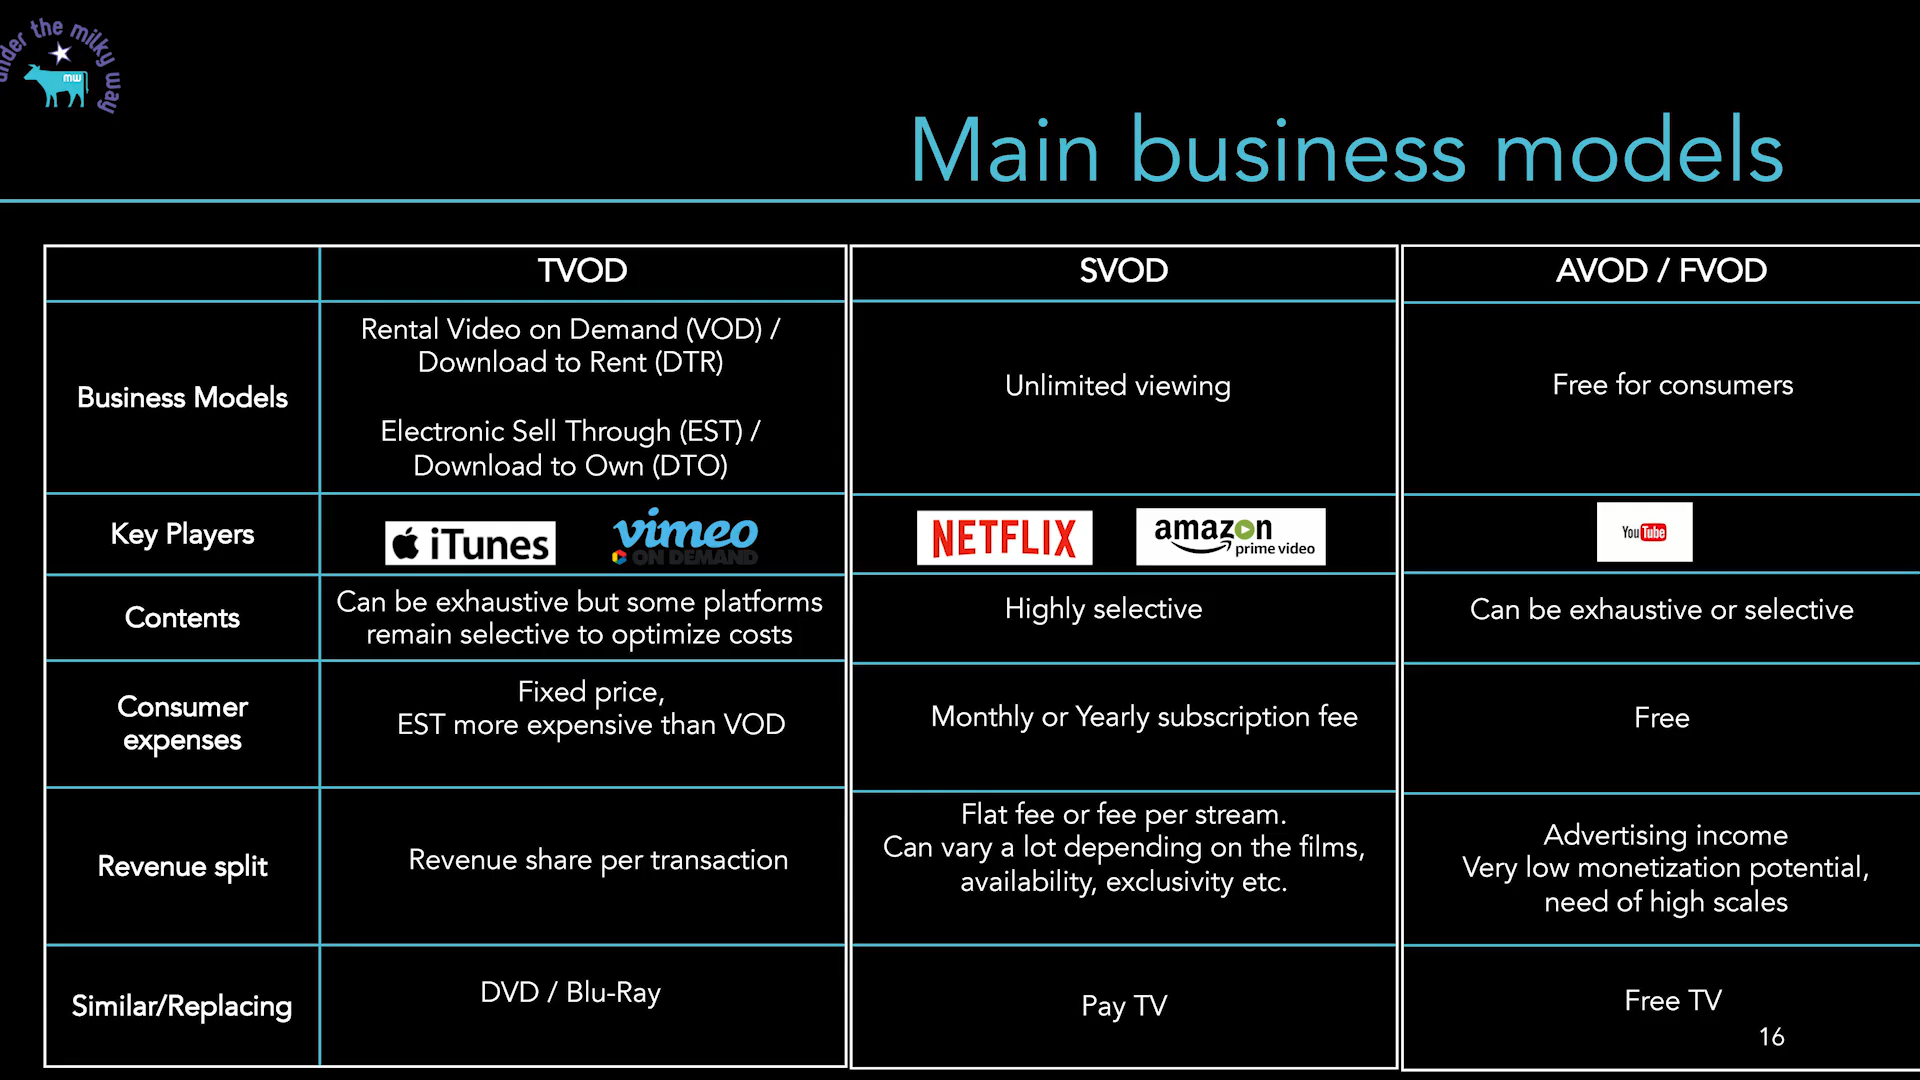 under the milky way
mw
Main business models
TVOD
SVOD
AVOD / FVOD
Business Models
Rental Video on Demand (VOD) /
Download to Rent (DTR)
Electronic Sell Through (EST) /
Download to Own (DTO)
Unlimited viewing
Free for consumers
Key Players
iTunes
vimeo
ON DEMAND
NETFLIX
amazon
prime video
YouTube
Contents
Can be exhaustive but some platforms
remain selective to optimize costs
Highly selective
Can be exhaustive or selective
Consumer
expenses
Fixed price,
EST more expensive than VOD
Monthly or Yearly subscription fee
Free
Revenue split
Revenue share per transaction
Flat fee or fee per stream.
Can vary a lot depending on the films,
availability, exclusivity etc.
Advertising income
Very low monetization potential,
need of high scales
Similar/Replacing
DVD / Blu-Ray
Pay TV
Free TV
16